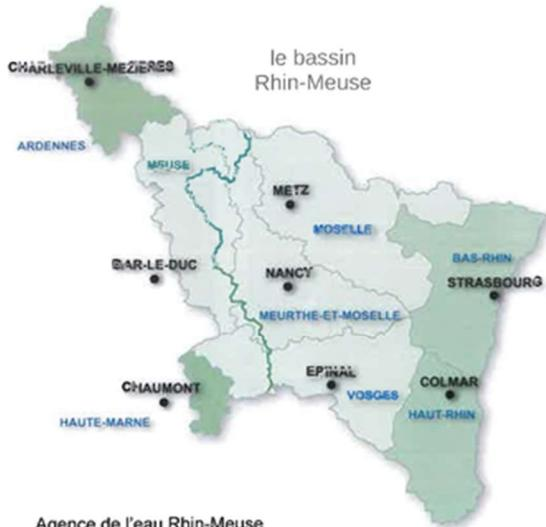 le bassin
Rhin-Meuse
CHARLEVILLE-MEZIERES
ARDENNES
MEUSE
METZ
MOSELLE
BAS-RHIN
BAR-LE-DUC
NANCY
STRASBOURG
MEURTHE-ET-MOSELLE
EPINAL
CHAUMONT
VOSGES
COLMAR
HAUTE-MARNE
HAUT-RHIN
Agence de l'eau Rhin-Meuse